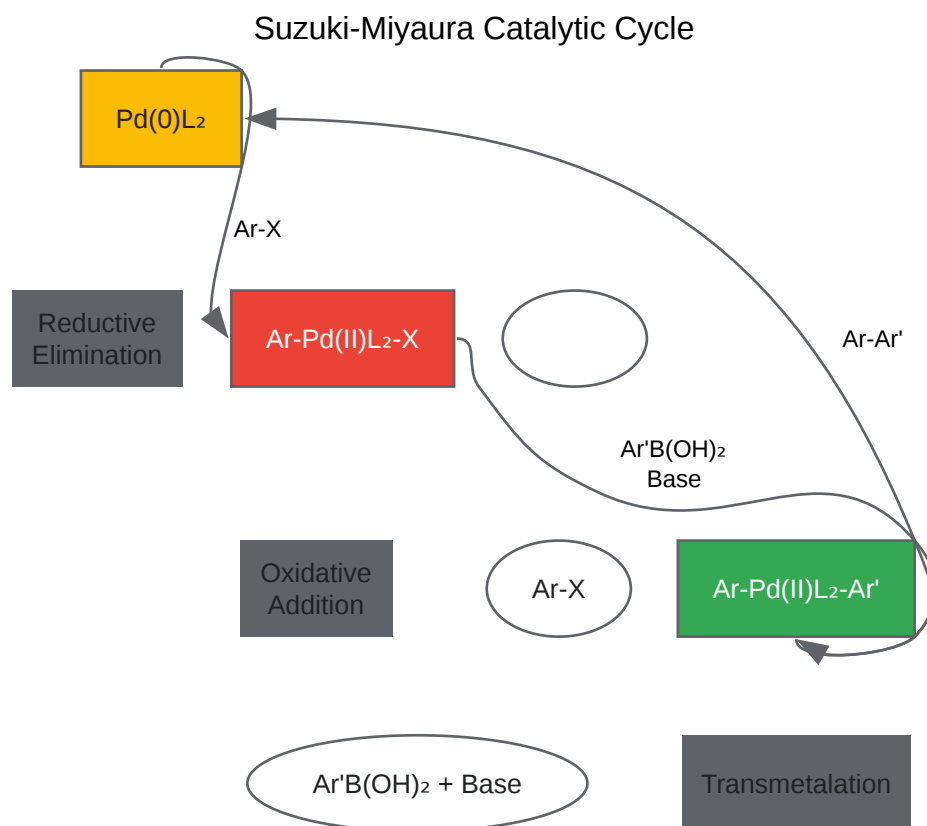 Suzuki-Miyaura Catalytic Cycle
Pd(0)L₂
Ar-X
Reductive
Elimination
Ar-Pd(II)L₂-X
Ar-Ar'
Ar'B(OH)₂
Base
Oxidative
Addition
Ar-X
Ar-Pd(II)L₂-Ar'
Ar'B(OH)₂ + Base
Transmetalation